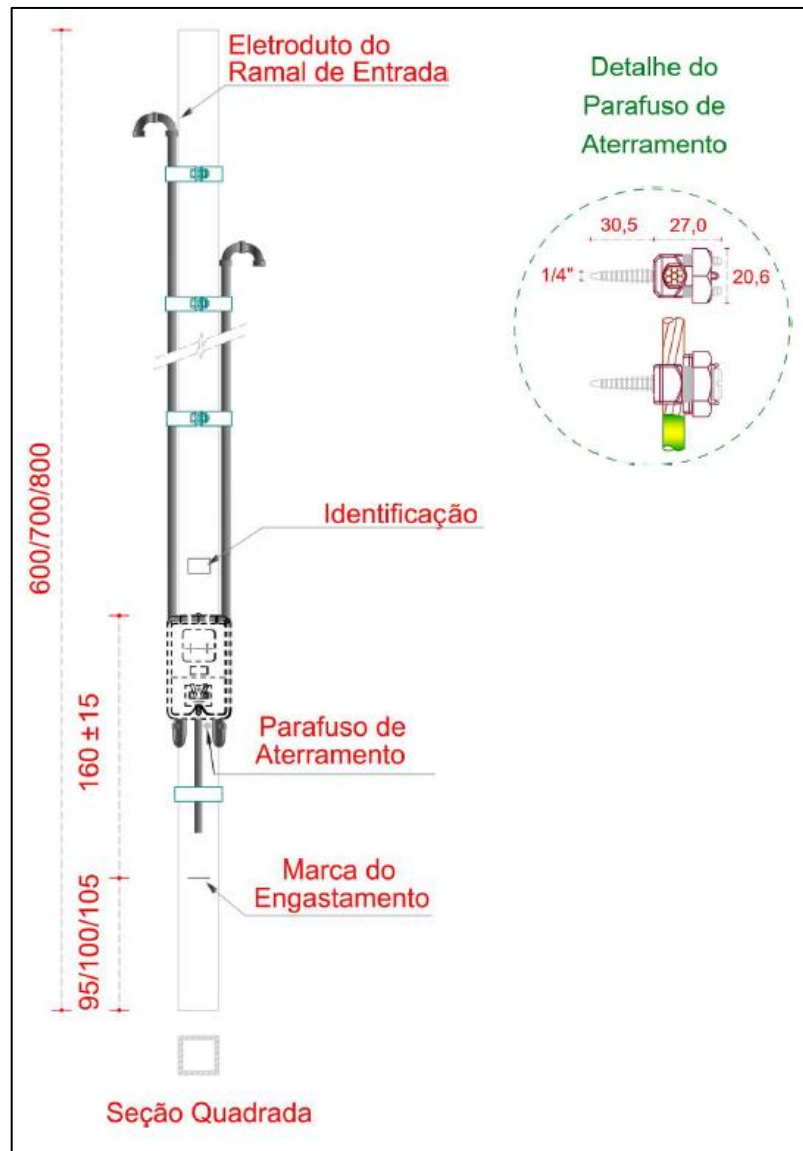 Eletroduto do
Ramal de Entrada
Detalhe do
Parafuso de
Aterramento
30,5
27,0
1/4"
20,6
600/700/800
Identificação
160 ± 15
Parafuso de
Aterramento
Marca do
Engastamento
95/100/105
Seção Quadrada